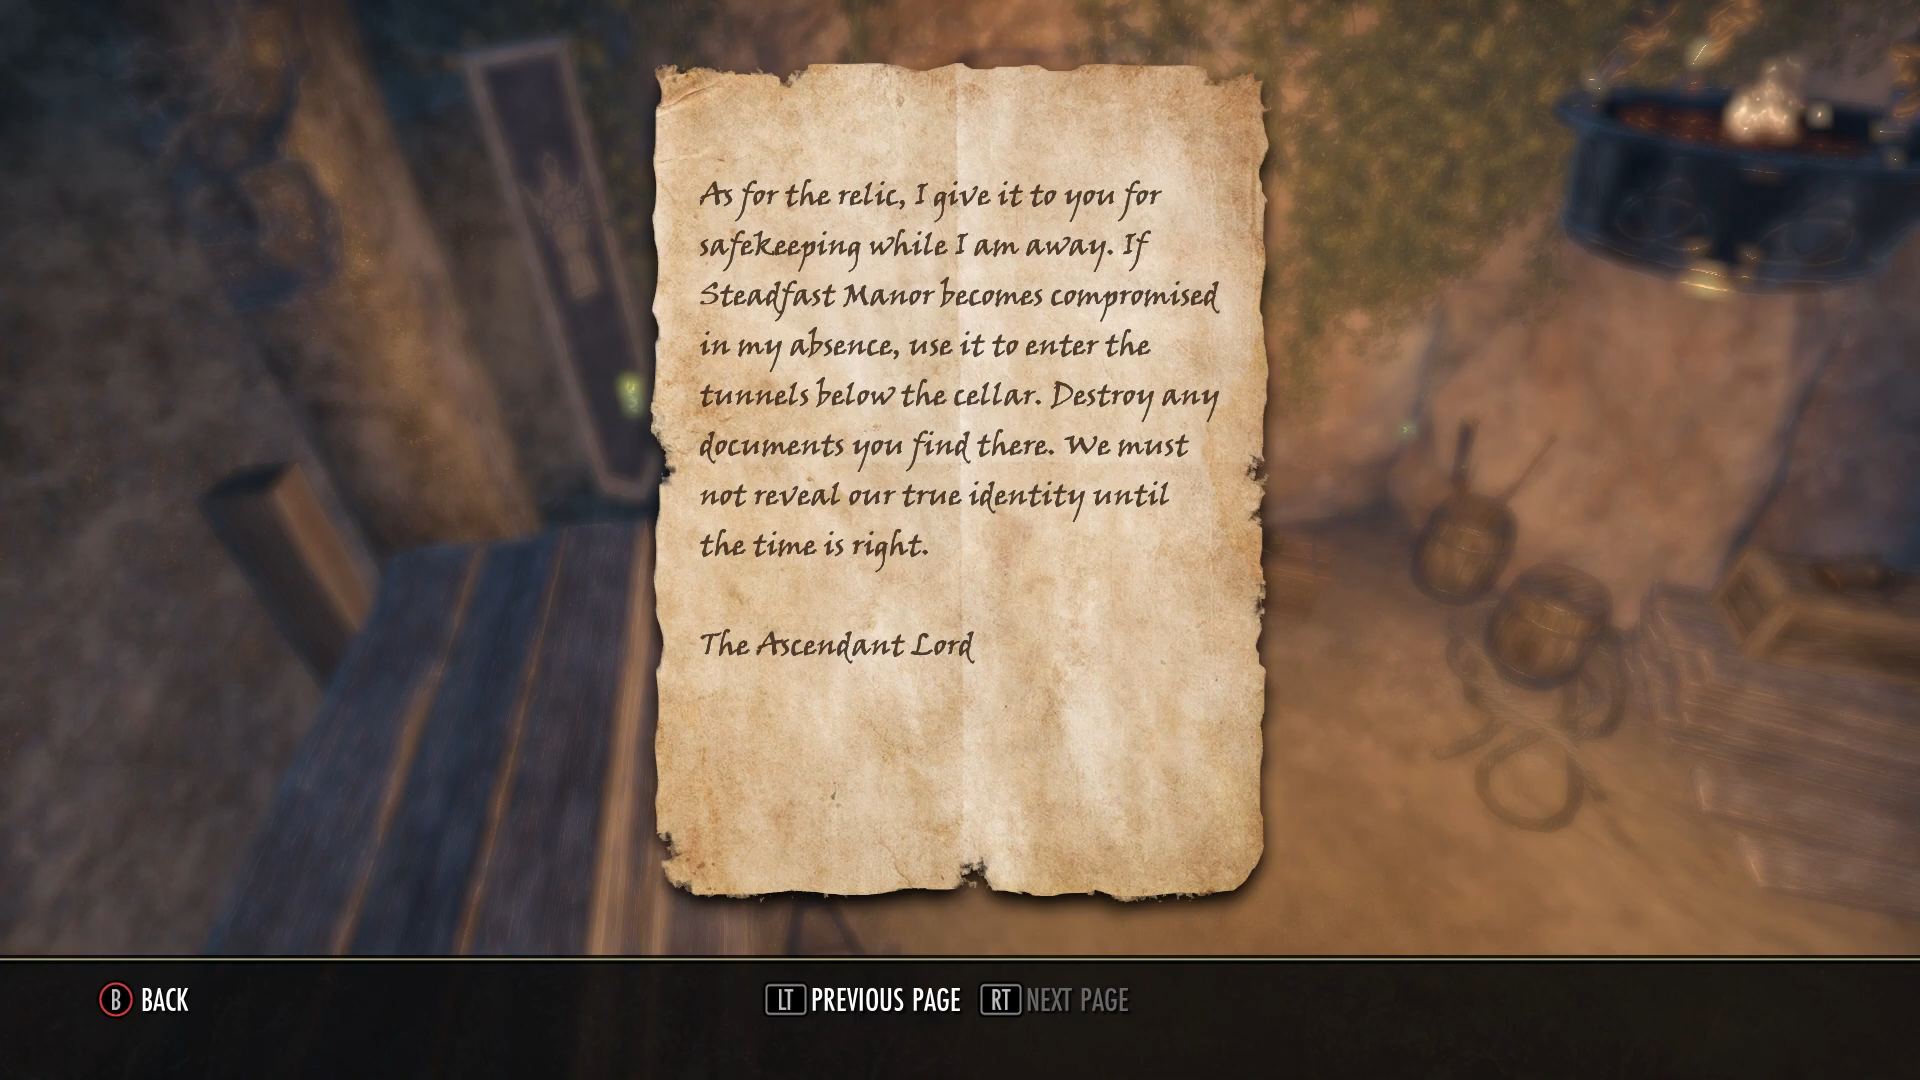 As for the relic, I give it to you for
safekeeping while I am away. If
Steadfast Manor becomes compromised
in my absence, use it to enter the
tunnels below the cellar. Destroy any
documents you find there. We must
not reveal our true identity until
the time is right.
The Ascendant Lord
B BACK
LT PREVIOUS PAGE RT NEXT PAGE